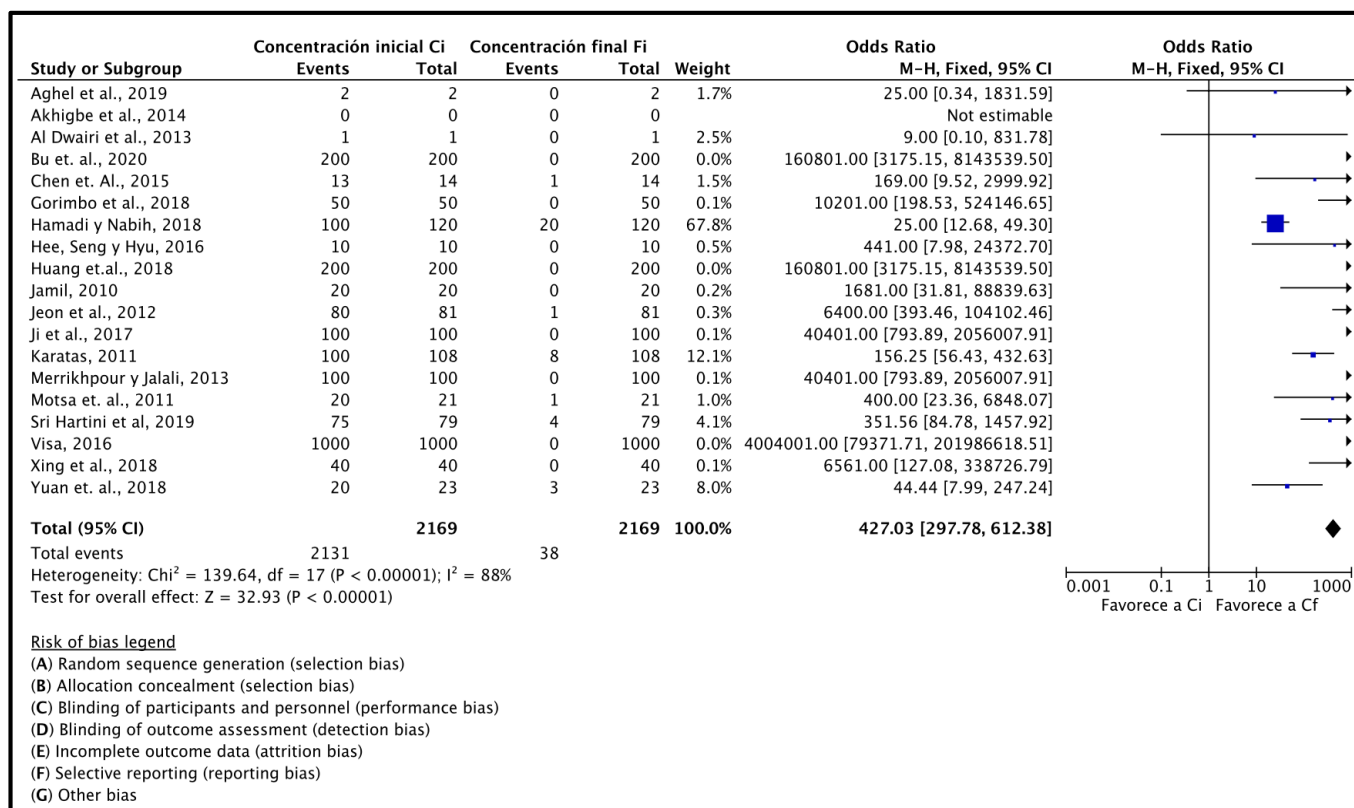 Concentración inicial Ci Concentración final Fi Odds Ratio Odds Ratio
Study or Subgroup Events Total Events Total Weight M-H, Fixed, 95% CI M-H, Fixed, 95% CI
Aghel et al., 2019 2 2 0 2 1.7% 25.00 [0.34, 1831.59]
Akhigbe et al., 2014 0 0 0 0 Not estimable
Al Dwairi et al., 2013 1 1 0 1 2.5% 9.00 [0.10, 831.78]
Bu et. al., 2020 200 200 0 200 0.0% 160801.00 [3175.15, 8143539.50]
Chen et. Al., 2015 13 14 1 14 1.5% 169.00 [9.52, 2999.92]
Gorimbo et al., 2018 50 50 0 50 0.1% 10201.00 [198.53, 524146.65]
Hamadi y Nabih, 2018 100 120 20 120 67.8% 25.00 [12.68, 49.30]
Hee, Seng y Hyu, 2016 10 10 0 10 0.5% 441.00 [7.98, 24372.70]
Huang et.al., 2018 200 200 0 200 0.0% 160801.00 [3175.15, 8143539.50]
Jamil, 2010 20 20 0 20 0.2% 1681.00 [31.81, 88839.63]
Jeon et al., 2012 80 81 1 81 0.3% 6400.00 [393.46, 104102.46]
Ji et al., 2017 100 100 0 100 0.1% 40401.00 [793.89, 2056007.91]
Karatas, 2011 100 108 8 108 12.1% 156.25 [56.43, 432.63]
Merrikhpour y Jalali, 2013 100 100 0 100 0.1% 40401.00 [793.89, 2056007.91]
Motsa et. al., 2011 20 21 1 21 1.0% 400.00 [23.36, 6848.07]
Sri Hartini et al, 2019 75 79 4 79 4.1% 351.56 [84.78, 1457.92]
Visa, 2016 1000 1000 0 1000 0.0% 4004001.00 [79371.71, 201986618.51]
Xing et al., 2018 40 40 0 40 0.1% 6561.00 [127.08, 338726.79]
Yuan et. al., 2018 20 23 3 23 8.0% 44.44 [7.99, 247.24]
Total (95% CI) 2169 2169 100.0% 427.03 [297.78, 612.38]
Total events 2131 38
Heterogeneity: Chi² = 139.64, df = 17 (P < 0.00001); I² = 88%
Test for overall effect: Z = 32.93 (P < 0.00001)
0.001 0.1 1 10 1000
Favorece a Ci Favorece a Cf
Risk of bias legend
(A) Random sequence generation (selection bias)
(B) Allocation concealment (selection bias)
(C) Blinding of participants and personnel (performance bias)
(D) Blinding of outcome assessment (detection bias)
(E) Incomplete outcome data (attrition bias)
(F) Selective reporting (reporting bias)
(G) Other bias